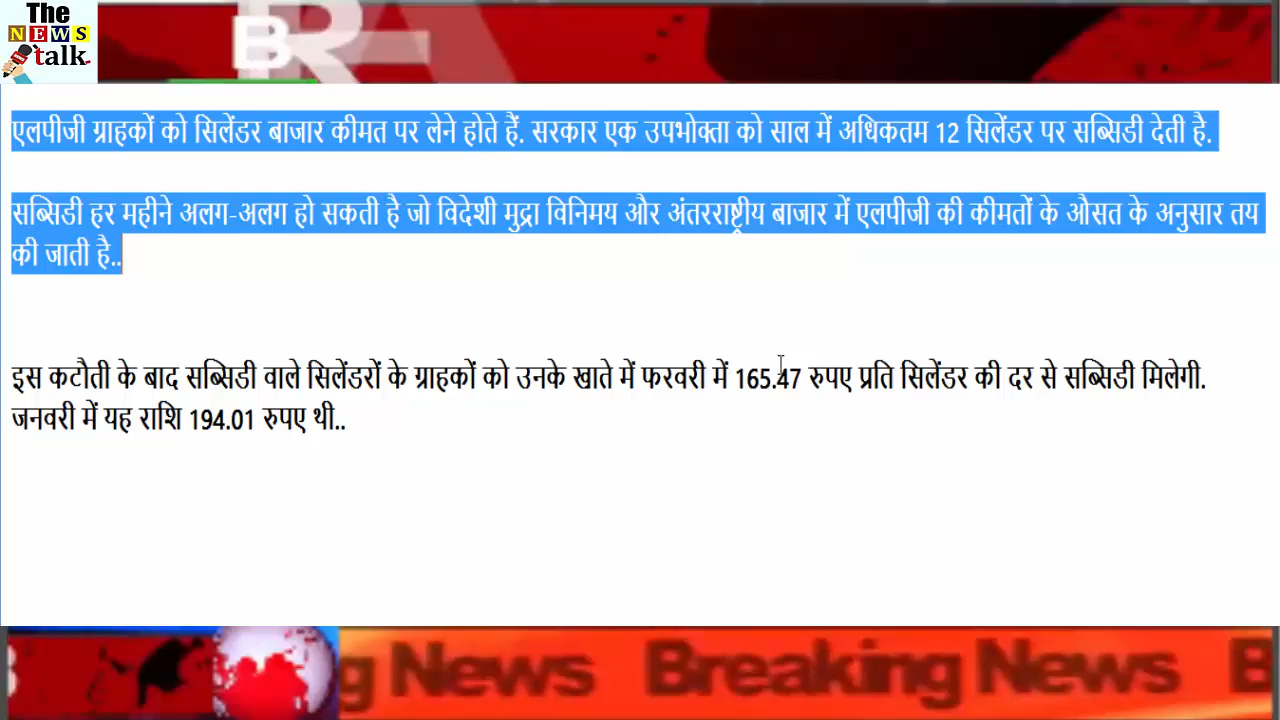 The
NEWS
talk
BRA
एलपीजी ग्राहकों को सिलेंडर बाजार कीमत पर लेने होते हैं. सरकार एक उपभोक्ता को साल में अधिकतम 12 सिलेंडर पर सब्सिडी देती है.
सब्सिडी हर महीने अलग-अलग हो सकती है जो विदेशी मुद्रा विनिमय और अंतरराष्ट्रीय बाजार में एलपीजी की कीमतों के औसत के अनुसार तय
की जाती है..
इस कटौती के बाद सब्सिडी वाले सिलेंडरों के ग्राहकों को उनके खाते में फरवरी में 165.47 रुपए प्रति सिलेंडर की दर से सब्सिडी मिलेगी.
जनवरी में यह राशि 194.01 रुपए थी..
g News Breaking News B